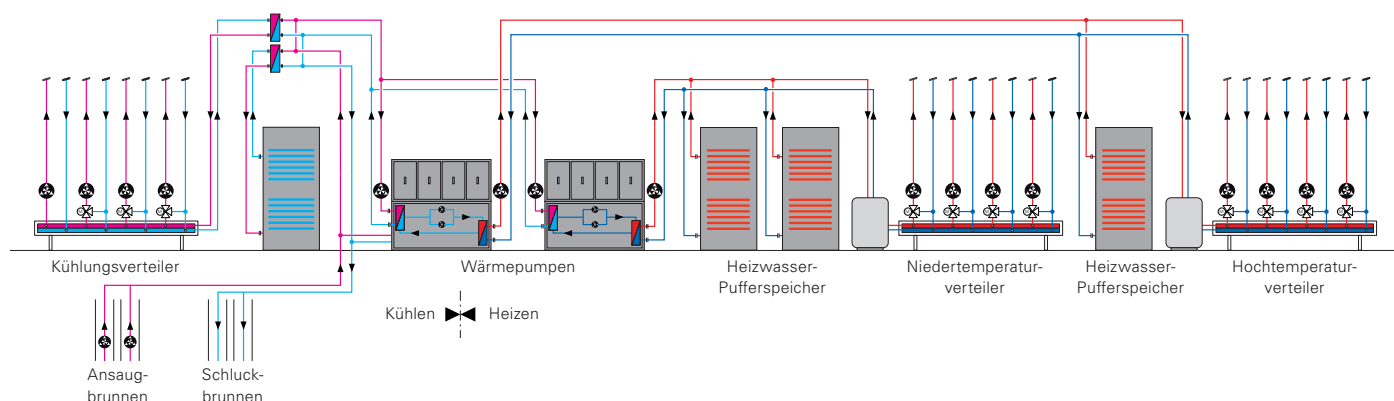 Kühlungsverteiler
Wärmepumpen
Heizwasser-
Pufferspeicher
Niedertemperatur-
verteiler
Heizwasser-
Pufferspeicher
Hochtemperatur-
verteiler
Kühlen
Heizen
Ansaug-
brunnen
Schluck-
brunnen